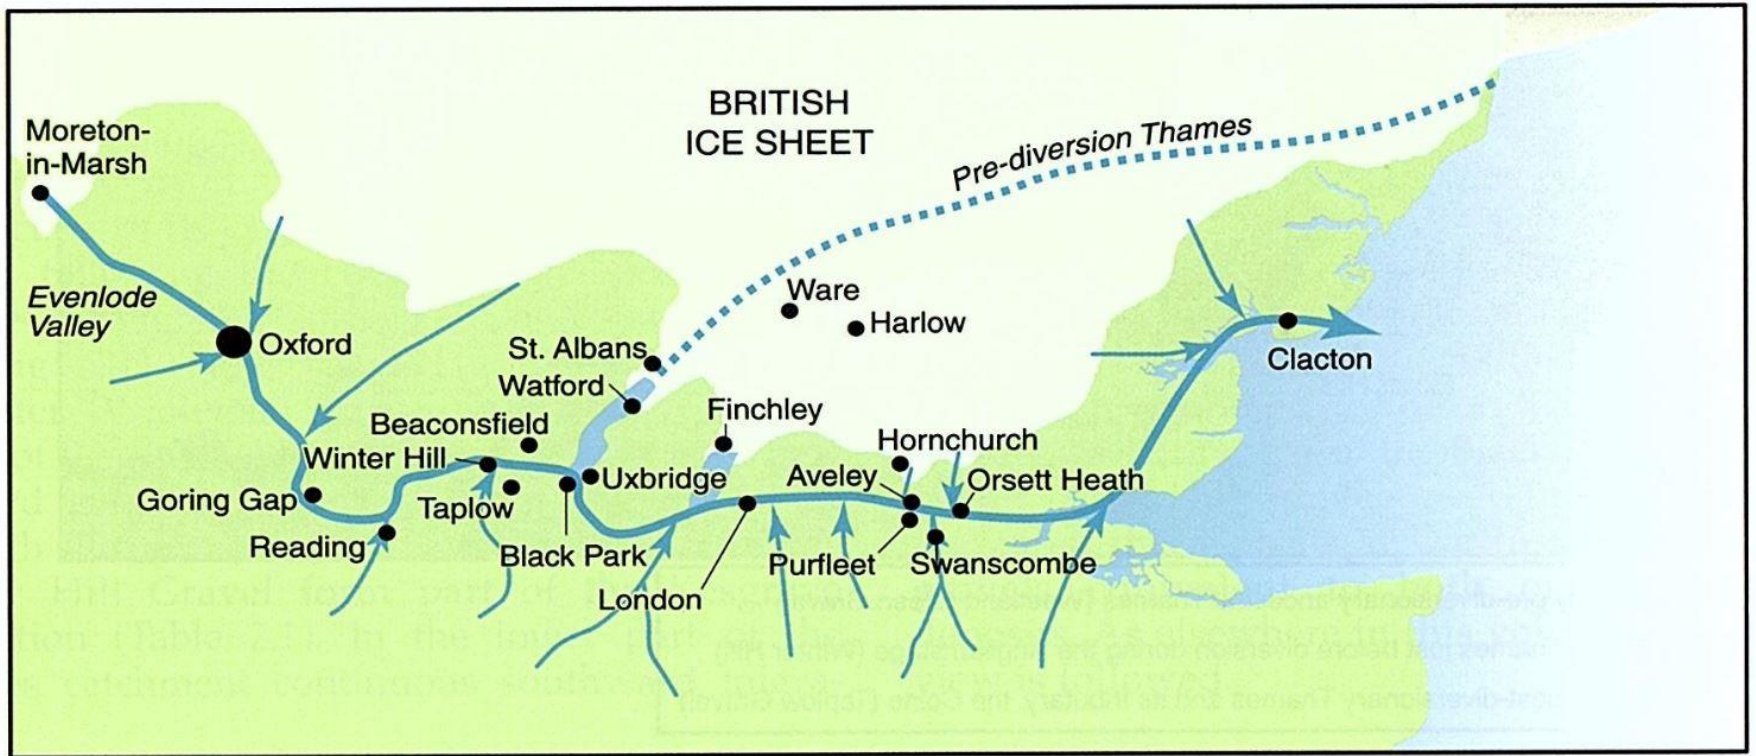 BRITISH
ICE SHEET
Moreton-
in-Marsh
Pre-diversion Thames
Evenlode
Valley
Oxford
Ware
Harlow
St. Albans
Watford
Clacton
Beaconsfield
Finchley
Winter Hill
Hornchurch
Goring Gap
Taplow
Uxbridge
Aveley
Orsett Heath
Reading
Black Park
Purfleet
Swanscombe
London